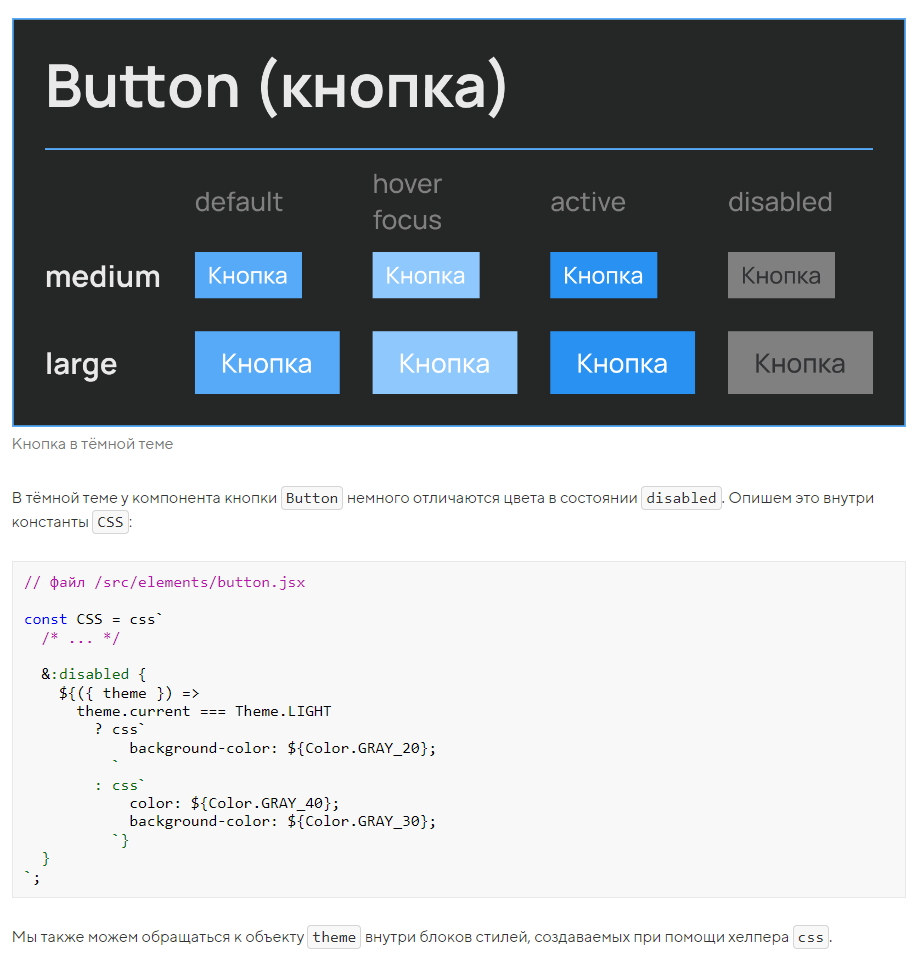 Button (кнопка)
default
hover
focus
active
disabled
medium
Кнопка
Кнопка
Кнопка
Кнопка
large
Кнопка
Кнопка
Кнопка
Кнопка
Кнопка в тёмной теме
В тёмной теме у компонента кнопки Button немного отличаются цвета в состоянии disabled. Опишем это внутри
константы CSS:
// файл /src/elements/button.jsx
const CSS = css`
  /* ... */
  &:disabled {
    ${({ theme }) =>
      theme.current === Theme.LIGHT
        ? css`
            background-color: ${Color.GRAY_20};
          `
        : css`
            color: ${Color.GRAY_40};
            background-color: ${Color.GRAY_30};
          `}
  }
`;
Мы также можем обращаться к объекту theme внутри блоков стилей, создаваемых при помощи хелпера css.